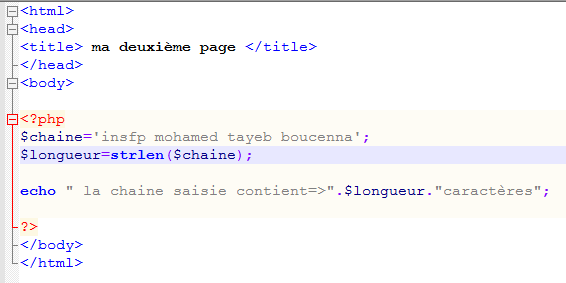 <html>
<head>
<title> ma deuxième page </title>
</head>
<body>
<?php
$chaine='insfp mohamed tayeb boucenna';
$longueur=strlen($chaine);
echo " la chaine saisie contient=>".$longueur."caractères";
?>
</body>
</html>